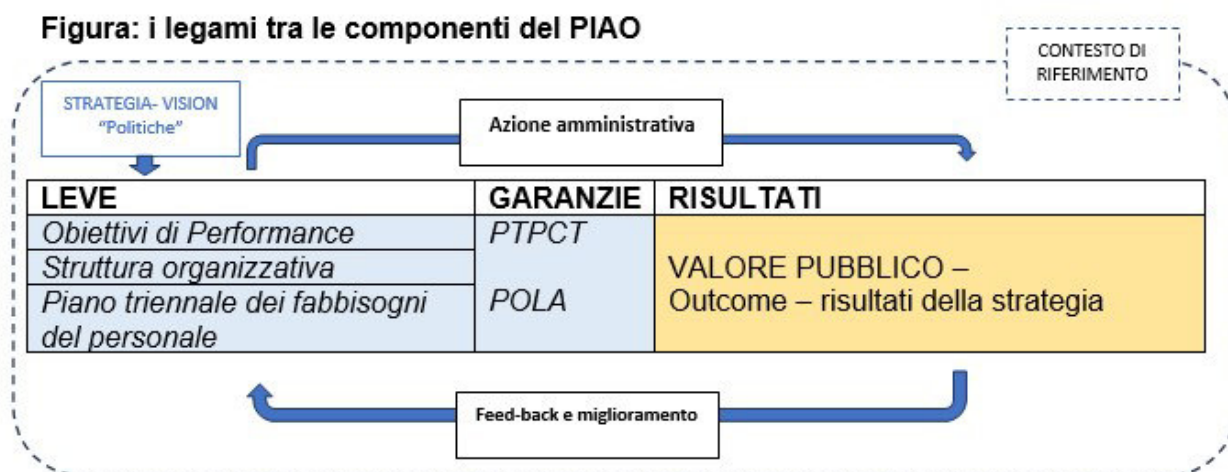 Figura: i legami tra le componenti del PIAO
CONTESTO DI
RIFERIMENTO
STRATEGIA- VISION
“Politiche”
Azione amministrativa
LEVE GARANZIE RISULTATI
Obiettivi di Performance PTPCT
Struttura organizzativa
VALORE PUBBLICO –
Piano triennale dei fabbisogni POLA Outcome – risultati della strategia
del personale
Feed-back e miglioramento